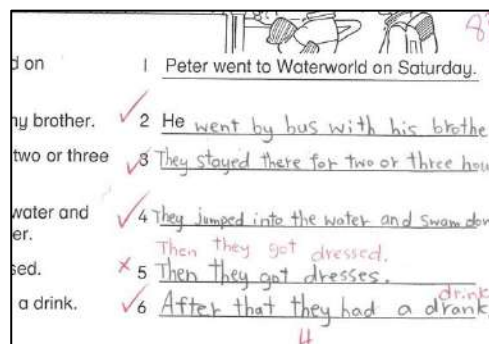 8
d on 1 Peter went to Waterworld on Saturday.
ny brother. ✓ 2 He went by bus with his brothe
two or three ✓ 3 They stayed there for two or three hou
water and ✓ 4 They jumped into the water and swam dow
er.
Then they got dressed.
sed. × 5 Then they got dresses.
drink
a drink. ✓ 6 After that they had a drank
4